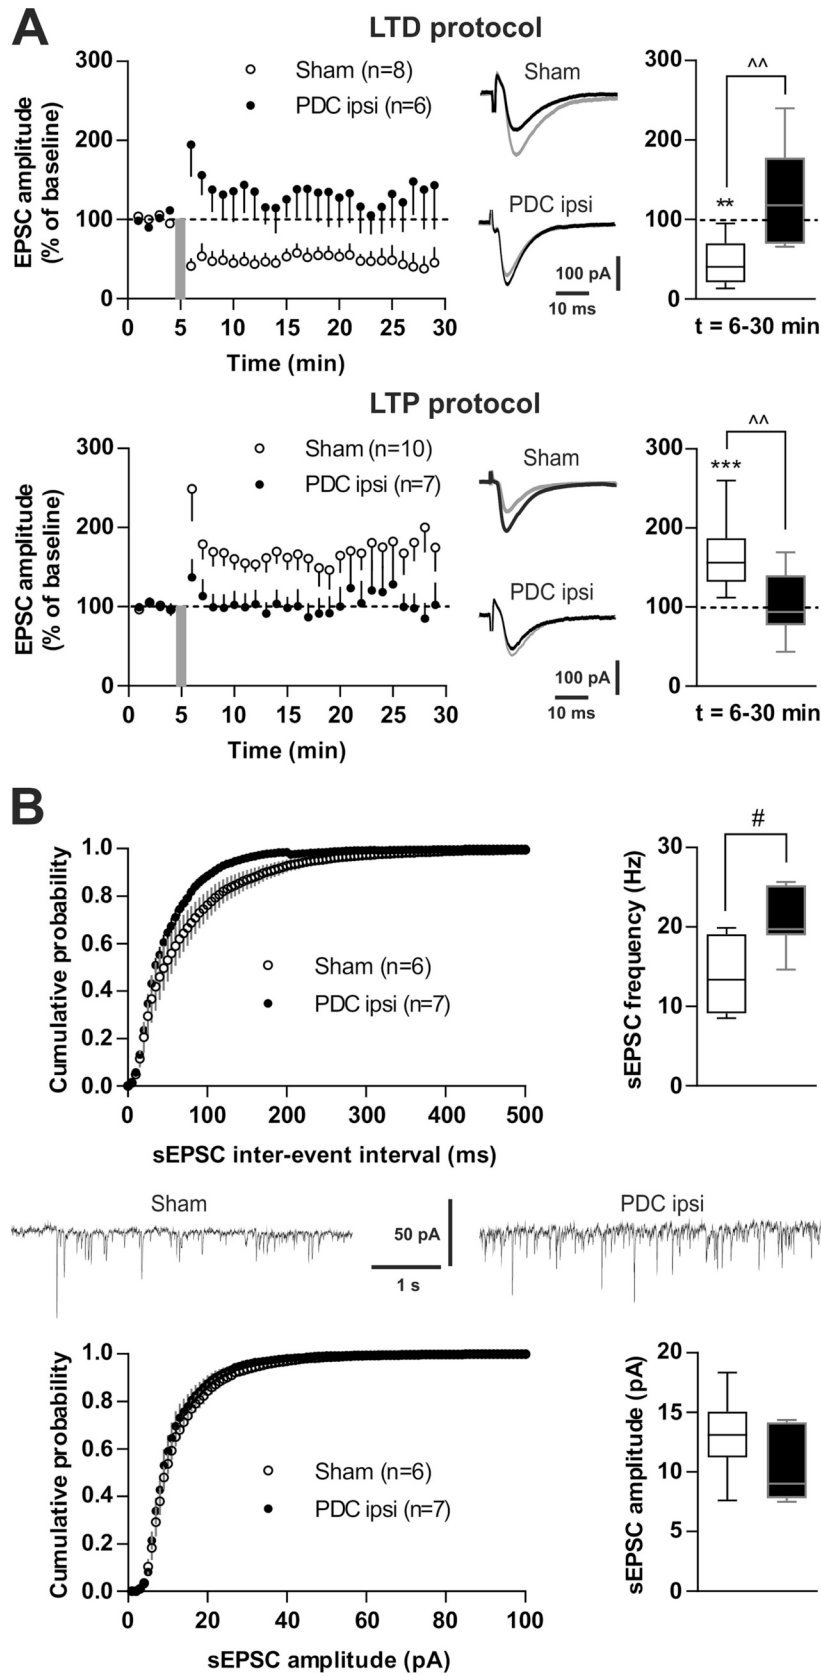 A
LTD protocol
EPSC amplitude
(% of baseline)
300
200
100
0
Sham (n=8)
PDC ipsi (n=6)
0 5 10 15 20 25 30
Time (min)
Sham
PDC ipsi
100 pA
10 ms
300
200
100
0
^^
**
t = 6-30 min
LTP protocol
EPSC amplitude
(% of baseline)
300
200
100
0
Sham (n=10)
PDC ipsi (n=7)
0 5 10 15 20 25 30
Time (min)
Sham
PDC ipsi
100 pA
10 ms
300
200
100
0
^^
***
t = 6-30 min
B
Cumulative probability
1.0
0.8
0.6
0.4
0.2
0.0
Sham (n=6)
PDC ipsi (n=7)
0 100 200 300 400 500
sEPSC inter-event interval (ms)
sEPSC frequency (Hz)
30
20
10
0
#
Sham
50 pA
1 s
PDC ipsi
Cumulative probability
1.0
0.8
0.6
0.4
0.2
0.0
Sham (n=6)
PDC ipsi (n=7)
0 20 40 60 80 100
sEPSC amplitude (pA)
sEPSC amplitude (pA)
20
15
10
5
0